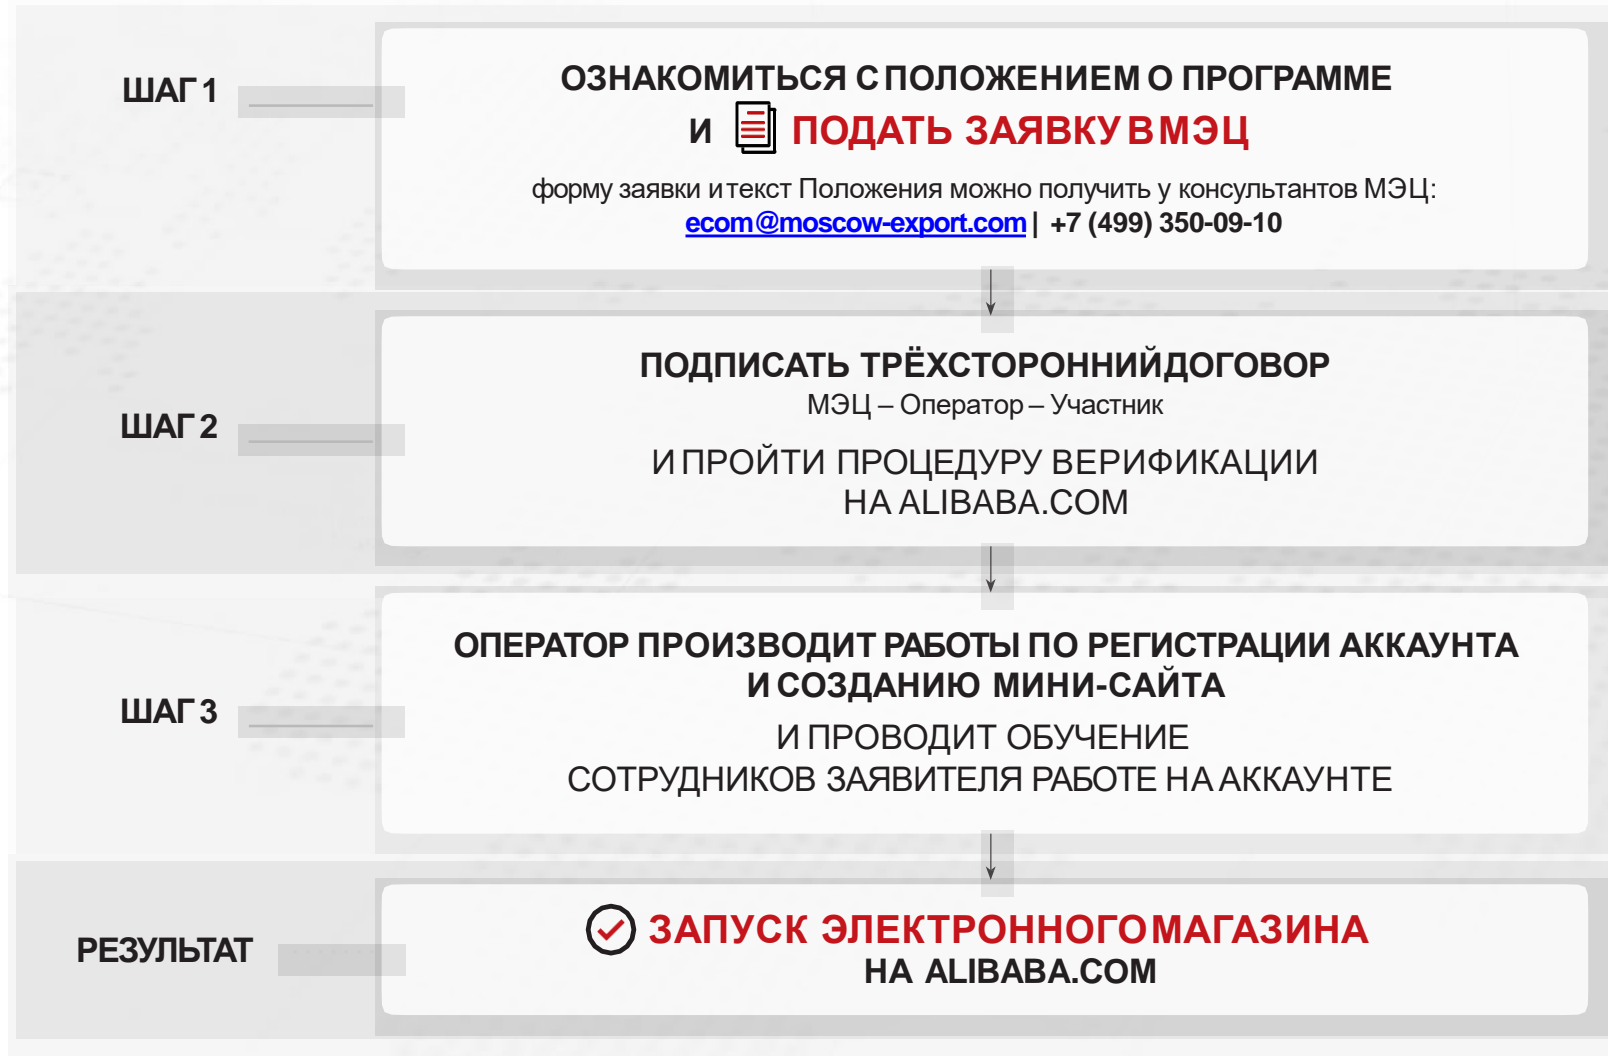 ШАГ 1
ОЗНАКОМИТЬСЯ С ПОЛОЖЕНИЕМ О ПРОГРАММЕ
И ПОДАТЬ ЗАЯВКУ В МЭЦ
форму заявки и текст Положения можно получить у консультантов МЭЦ:
ecom@moscow-export.com | +7 (499) 350-09-10
ШАГ 2
ПОДПИСАТЬ ТРЁХСТОРОННИЙ ДОГОВОР
МЭЦ – Оператор – Участник
И ПРОЙТИ ПРОЦЕДУРУ ВЕРИФИКАЦИИ
НА ALIBABA.COM
ШАГ 3
ОПЕРАТОР ПРОИЗВОДИТ РАБОТЫ ПО РЕГИСТРАЦИИ АККАУНТА
И СОЗДАНИЮ МИНИ-САЙТА
И ПРОВОДИТ ОБУЧЕНИЕ
СОТРУДНИКОВ ЗАЯВИТЕЛЯ РАБОТЕ НА АККАУНТЕ
РЕЗУЛЬТАТ
ЗАПУСК ЭЛЕКТРОННОГО МАГАЗИНА
НА ALIBABA.COM